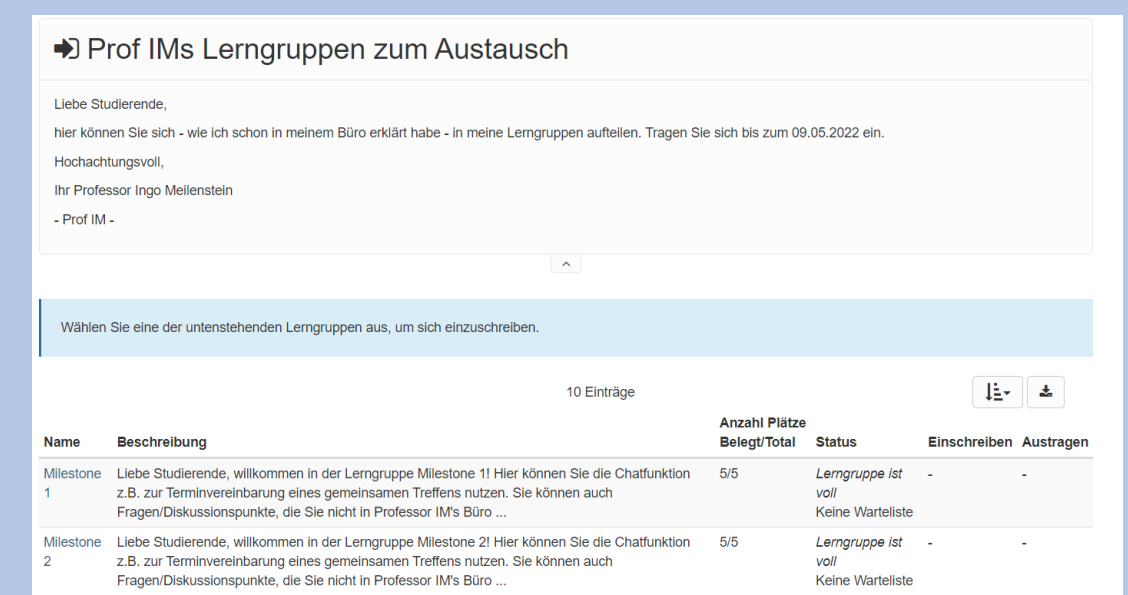 Prof IMs Lerngruppen zum Austausch
Liebe Studierende,
hier können Sie sich - wie ich schon in meinem Büro erklärt habe - in meine Lerngruppen aufteilen. Tragen Sie sich bis zum 09.05.2022 ein.
Hochachtungsvoll,
Ihr Professor Ingo Meilenstein
- Prof IM -
Wählen Sie eine der untenstehenden Lerngruppen aus, um sich einzuschreiben.
10 Einträge
Anzahl Plätze
Name Beschreibung Belegt/Total Status Einschreiben Austragen
Milestone Liebe Studierende, willkommen in der Lerngruppe Milestone 1! Hier können Sie die Chatfunktion 5/5 Lerngruppe ist - -
1 z.B. zur Terminvereinbarung eines gemeinsamen Treffens nutzen. Sie können auch voll
Fragen/Diskussionspunkte, die Sie nicht in Professor IM's Büro ... Keine Warteliste
Milestone Liebe Studierende, willkommen in der Lerngruppe Milestone 2! Hier können Sie die Chatfunktion 5/5 Lerngruppe ist - -
2 z.B. zur Terminvereinbarung eines gemeinsamen Treffens nutzen. Sie können auch voll
Fragen/Diskussionspunkte, die Sie nicht in Professor IM's Büro ... Keine Warteliste